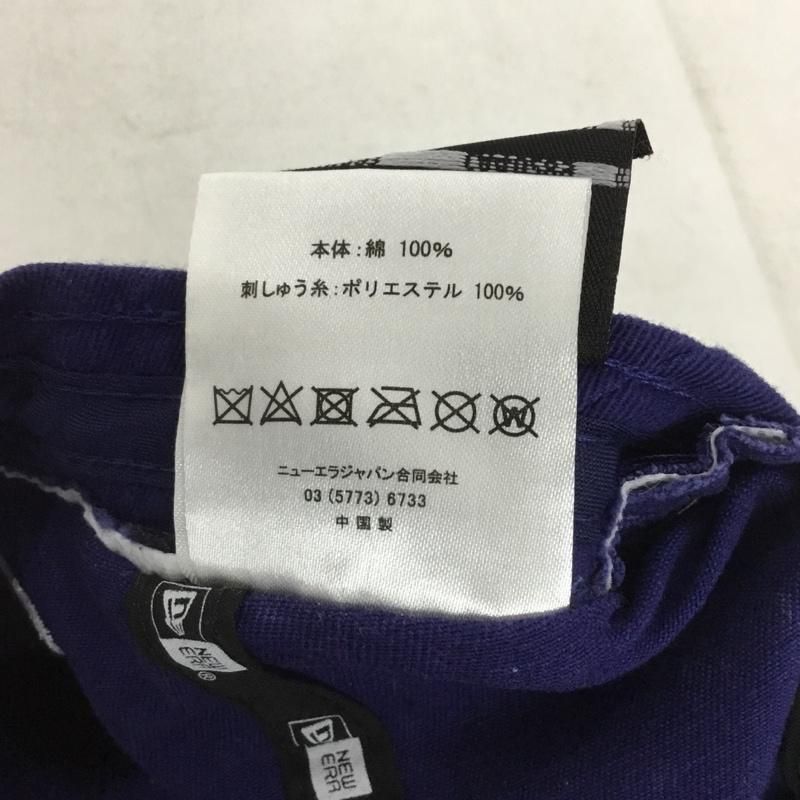 本体：綿 100%
刺しゅう糸：ポリエステル 100%
W
ニューエラジャパン合同会社
03 (5773) 6733
中国製
NEW
ERA
®
NEW
ERA